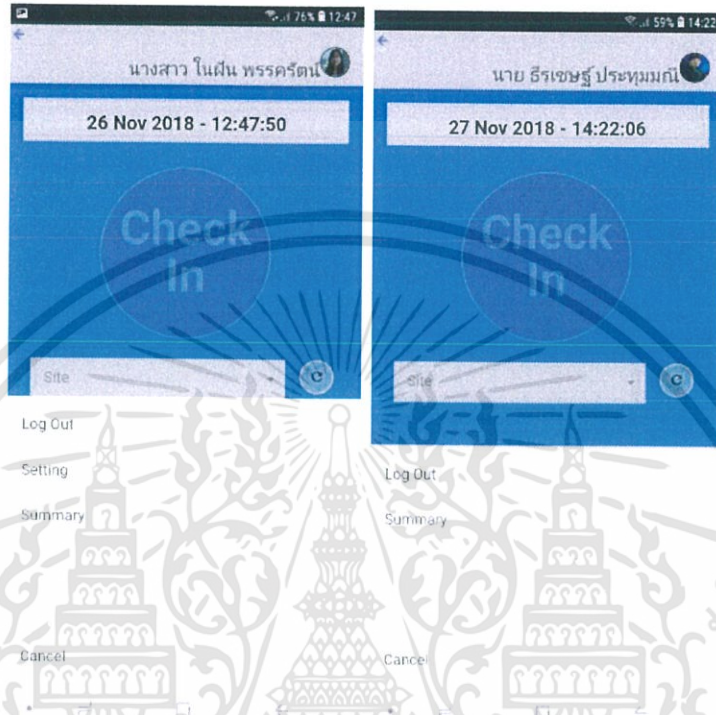 76% 12:47
นางสาว ในฝัน พรรครัตน์
26 Nov 2018 - 12:47:50
Check
In
Site
Log Out
Setting
Summary
Cancel
59% 14:22
นาย ธีรเชษฐ์ ประทุมมณี
27 Nov 2018 - 14:22:06
Check
In
Site
Log Out
Summary
Cancel